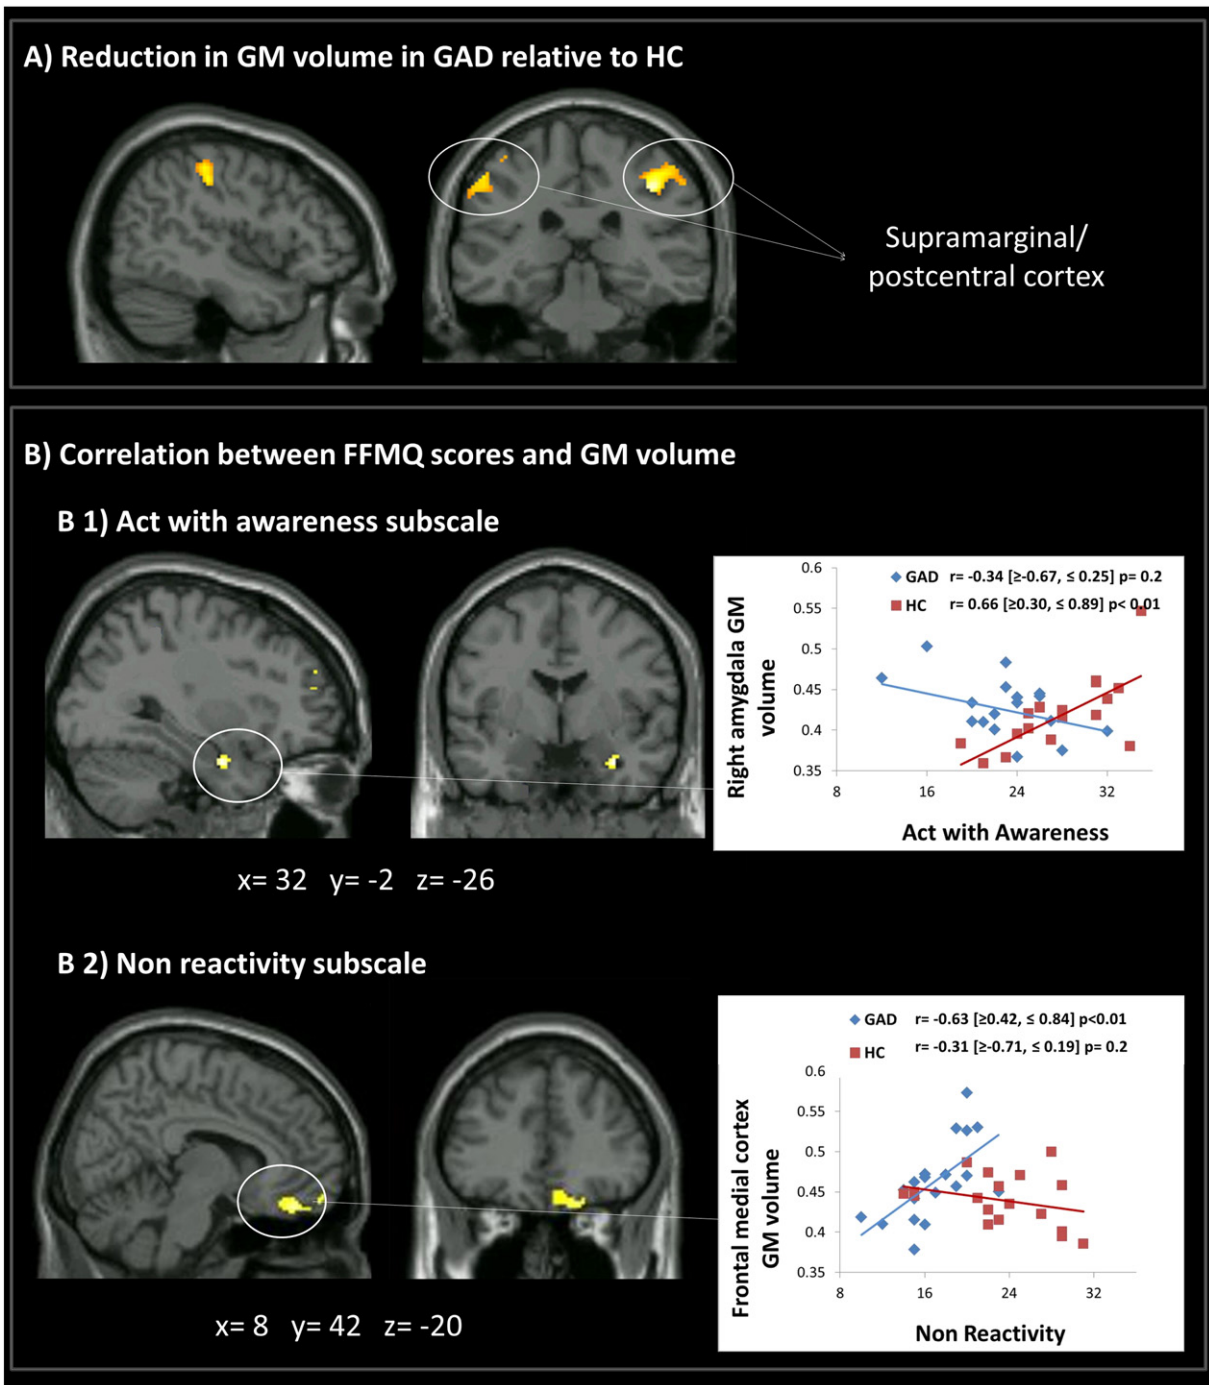 A) Reduction in GM volume in GAD relative to HC
Supramarginal/
postcentral cortex
B) Correlation between FFMQ scores and GM volume
B 1) Act with awareness subscale
GAD r= -0.34 [≥-0.67, ≤ 0.25] p= 0.2
HC r= 0.66 [≥0.30, ≤ 0.89] p< 0.01
Right amygdala GM
volume
0.6
0.55
0.5
0.45
0.4
0.35
8 16 24 32
Act with Awareness
x= 32 y= -2 z= -26
B 2) Non reactivity subscale
GAD r= -0.63 [≥0.42, ≤ 0.84] p<0.01
HC r= -0.31 [≥-0.71, ≤ 0.19] p= 0.2
Frontal medial cortex
GM volume
0.6
0.55
0.5
0.45
0.4
0.35
8 16 24 32
Non Reactivity
x= 8 y= 42 z= -20